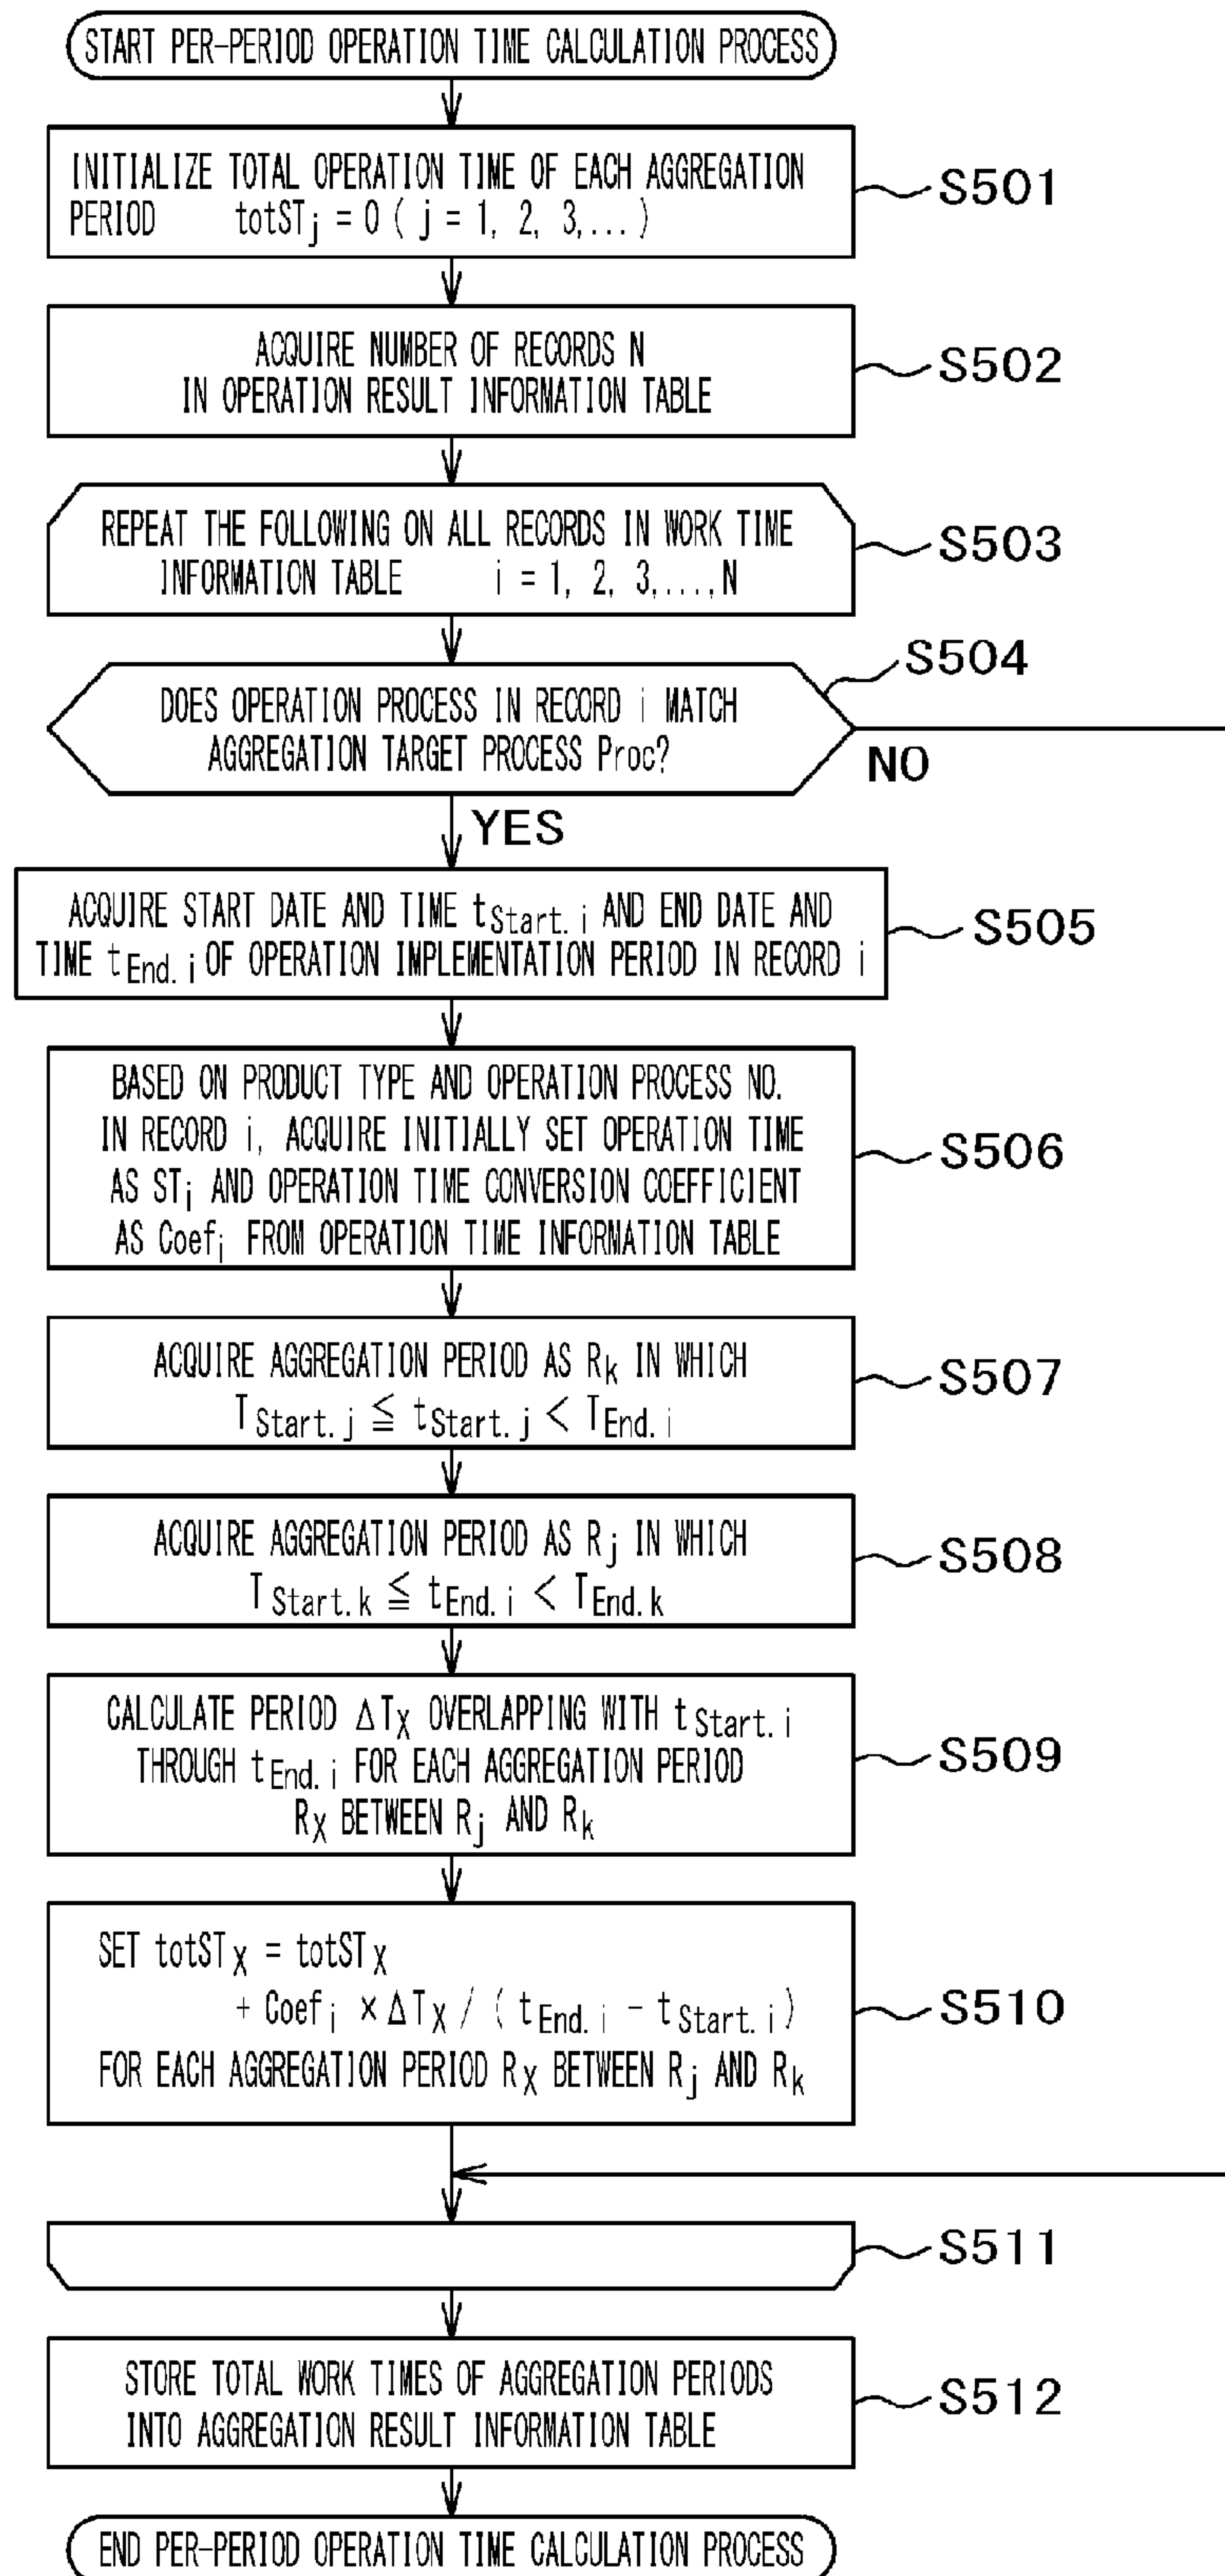 START PER-PERIOD OPERATION TIME CALCULATION PROCESS
INITIALIZE TOTAL OPERATION TIME OF EACH AGGREGATION
PERIOD totSTj = 0 ( j = 1, 2, 3,... )
S501
ACQUIRE NUMBER OF RECORDS N
IN OPERATION RESULT INFORMATION TABLE
S502
REPEAT THE FOLLOWING ON ALL RECORDS IN WORK TIME
INFORMATION TABLE i = 1, 2, 3,...,N
S503
S504
DOES OPERATION PROCESS IN RECORD i MATCH
AGGREGATION TARGET PROCESS Proc?
NO
YES
ACQUIRE START DATE AND TIME tStart.i AND END DATE AND
TIME tEnd.i OF OPERATION IMPLEMENTATION PERIOD IN RECORD i
S505
BASED ON PRODUCT TYPE AND OPERATION PROCESS NO.
IN RECORD i, ACQUIRE INITIALLY SET OPERATION TIME
AS STi AND OPERATION TIME CONVERSION COEFFICIENT
AS Coefi FROM OPERATION TIME INFORMATION TABLE
S506
ACQUIRE AGGREGATION PERIOD AS Rk IN WHICH
TStart.j ≦ tStart.j < TEnd.i
S507
ACQUIRE AGGREGATION PERIOD AS Rj IN WHICH
TStart.k ≦ tEnd.i < TEnd.k
S508
CALCULATE PERIOD ΔTX OVERLAPPING WITH tStart.i
THROUGH tEnd.i FOR EACH AGGREGATION PERIOD
RX BETWEEN Rj AND Rk
S509
SET totSTX = totSTX
+ Coefi × ΔTX / ( tEnd.i - tStart.i )
FOR EACH AGGREGATION PERIOD RX BETWEEN Rj AND Rk
S510
S511
STORE TOTAL WORK TIMES OF AGGREGATION PERIODS
INTO AGGREGATION RESULT INFORMATION TABLE
S512
END PER-PERIOD OPERATION TIME CALCULATION PROCESS